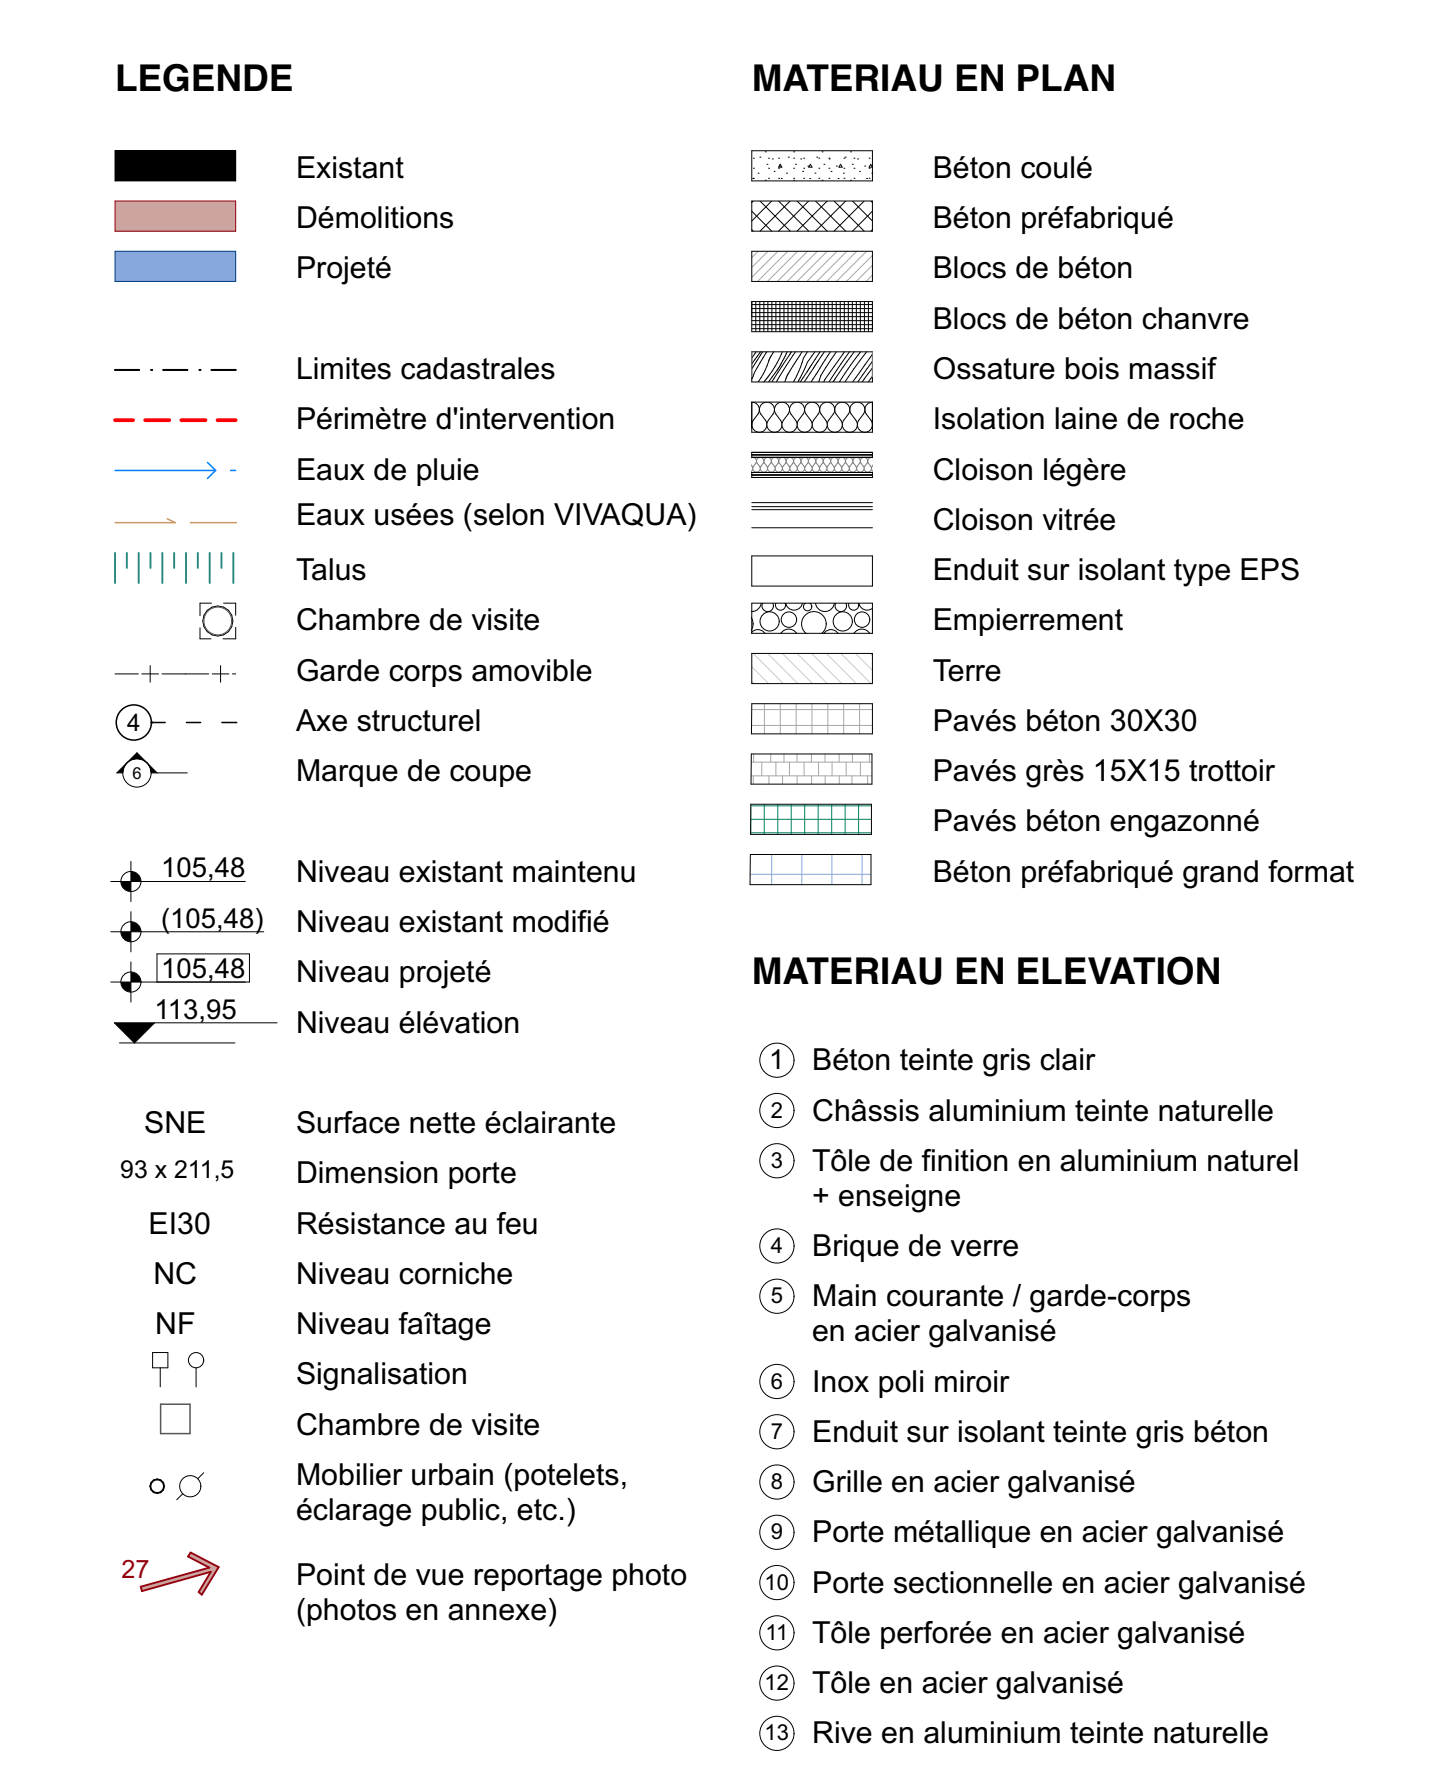 LEGENDE
Existant
Démolitions
Projeté
Limites cadastrales
Périmètre d'intervention
Eaux de pluie
Eaux usées (selon VIVAQUA)
Talus
Chambre de visite
Garde corps amovible
4 Axe structurel
6 Marque de coupe
105,48 Niveau existant maintenu
(105,48) Niveau existant modifié
105,48 Niveau projeté
113,95 Niveau élévation
SNE Surface nette éclairante
93 x 211,5 Dimension porte
EI30 Résistance au feu
NC Niveau corniche
NF Niveau faîtage
Signalisation
Chambre de visite
Mobilier urbain (potelets,
éclarage public, etc.)
27 Point de vue reportage photo
(photos en annexe)
MATERIAU EN PLAN
Béton coulé
Béton préfabriqué
Blocs de béton
Blocs de béton chanvre
Ossature bois massif
Isolation laine de roche
Cloison légère
Cloison vitrée
Enduit sur isolant type EPS
Empierrement
Terre
Pavés béton 30X30
Pavés grès 15X15 trottoir
Pavés béton engazonné
Béton préfabriqué grand format
MATERIAU EN ELEVATION
1 Béton teinte gris clair
2 Châssis aluminium teinte naturelle
3 Tôle de finition en aluminium naturel
+ enseigne
4 Brique de verre
5 Main courante / garde-corps
en acier galvanisé
6 Inox poli miroir
7 Enduit sur isolant teinte gris béton
8 Grille en acier galvanisé
9 Porte métallique en acier galvanisé
10 Porte sectionnelle en acier galvanisé
11 Tôle perforée en acier galvanisé
12 Tôle en acier galvanisé
13 Rive en aluminium teinte naturelle